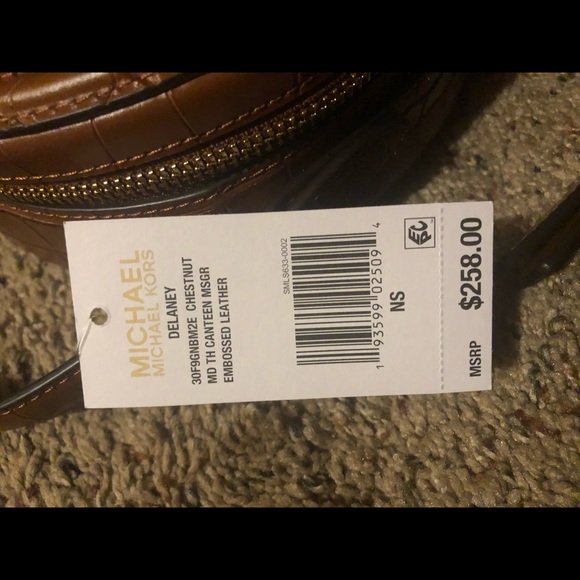 MICHAEL
MICHAEL KORS
DELANEY
30F9GNBM2E CHESTNUT
MD TH CANTEEN MSGR
EMBOSSED LEATHER
SMLS633-0002
1 93599 02509 4
NS
MSRP $258.00